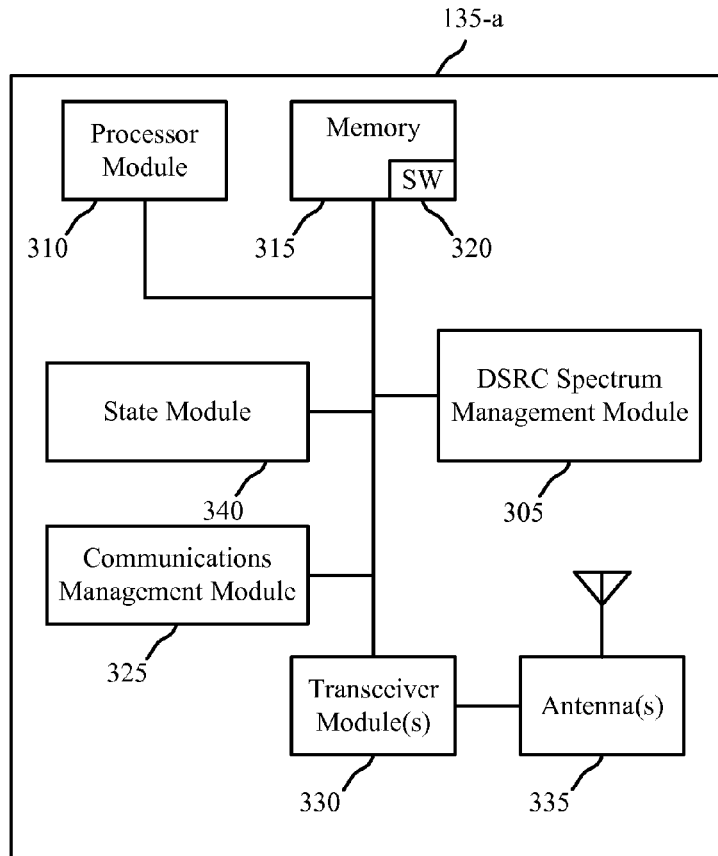 135-a
Processor
Module
310
Memory
SW
315
320
State Module
340
DSRC Spectrum
Management Module
305
Communications
Management Module
325
Transceiver
Module(s)
330
Antenna(s)
335